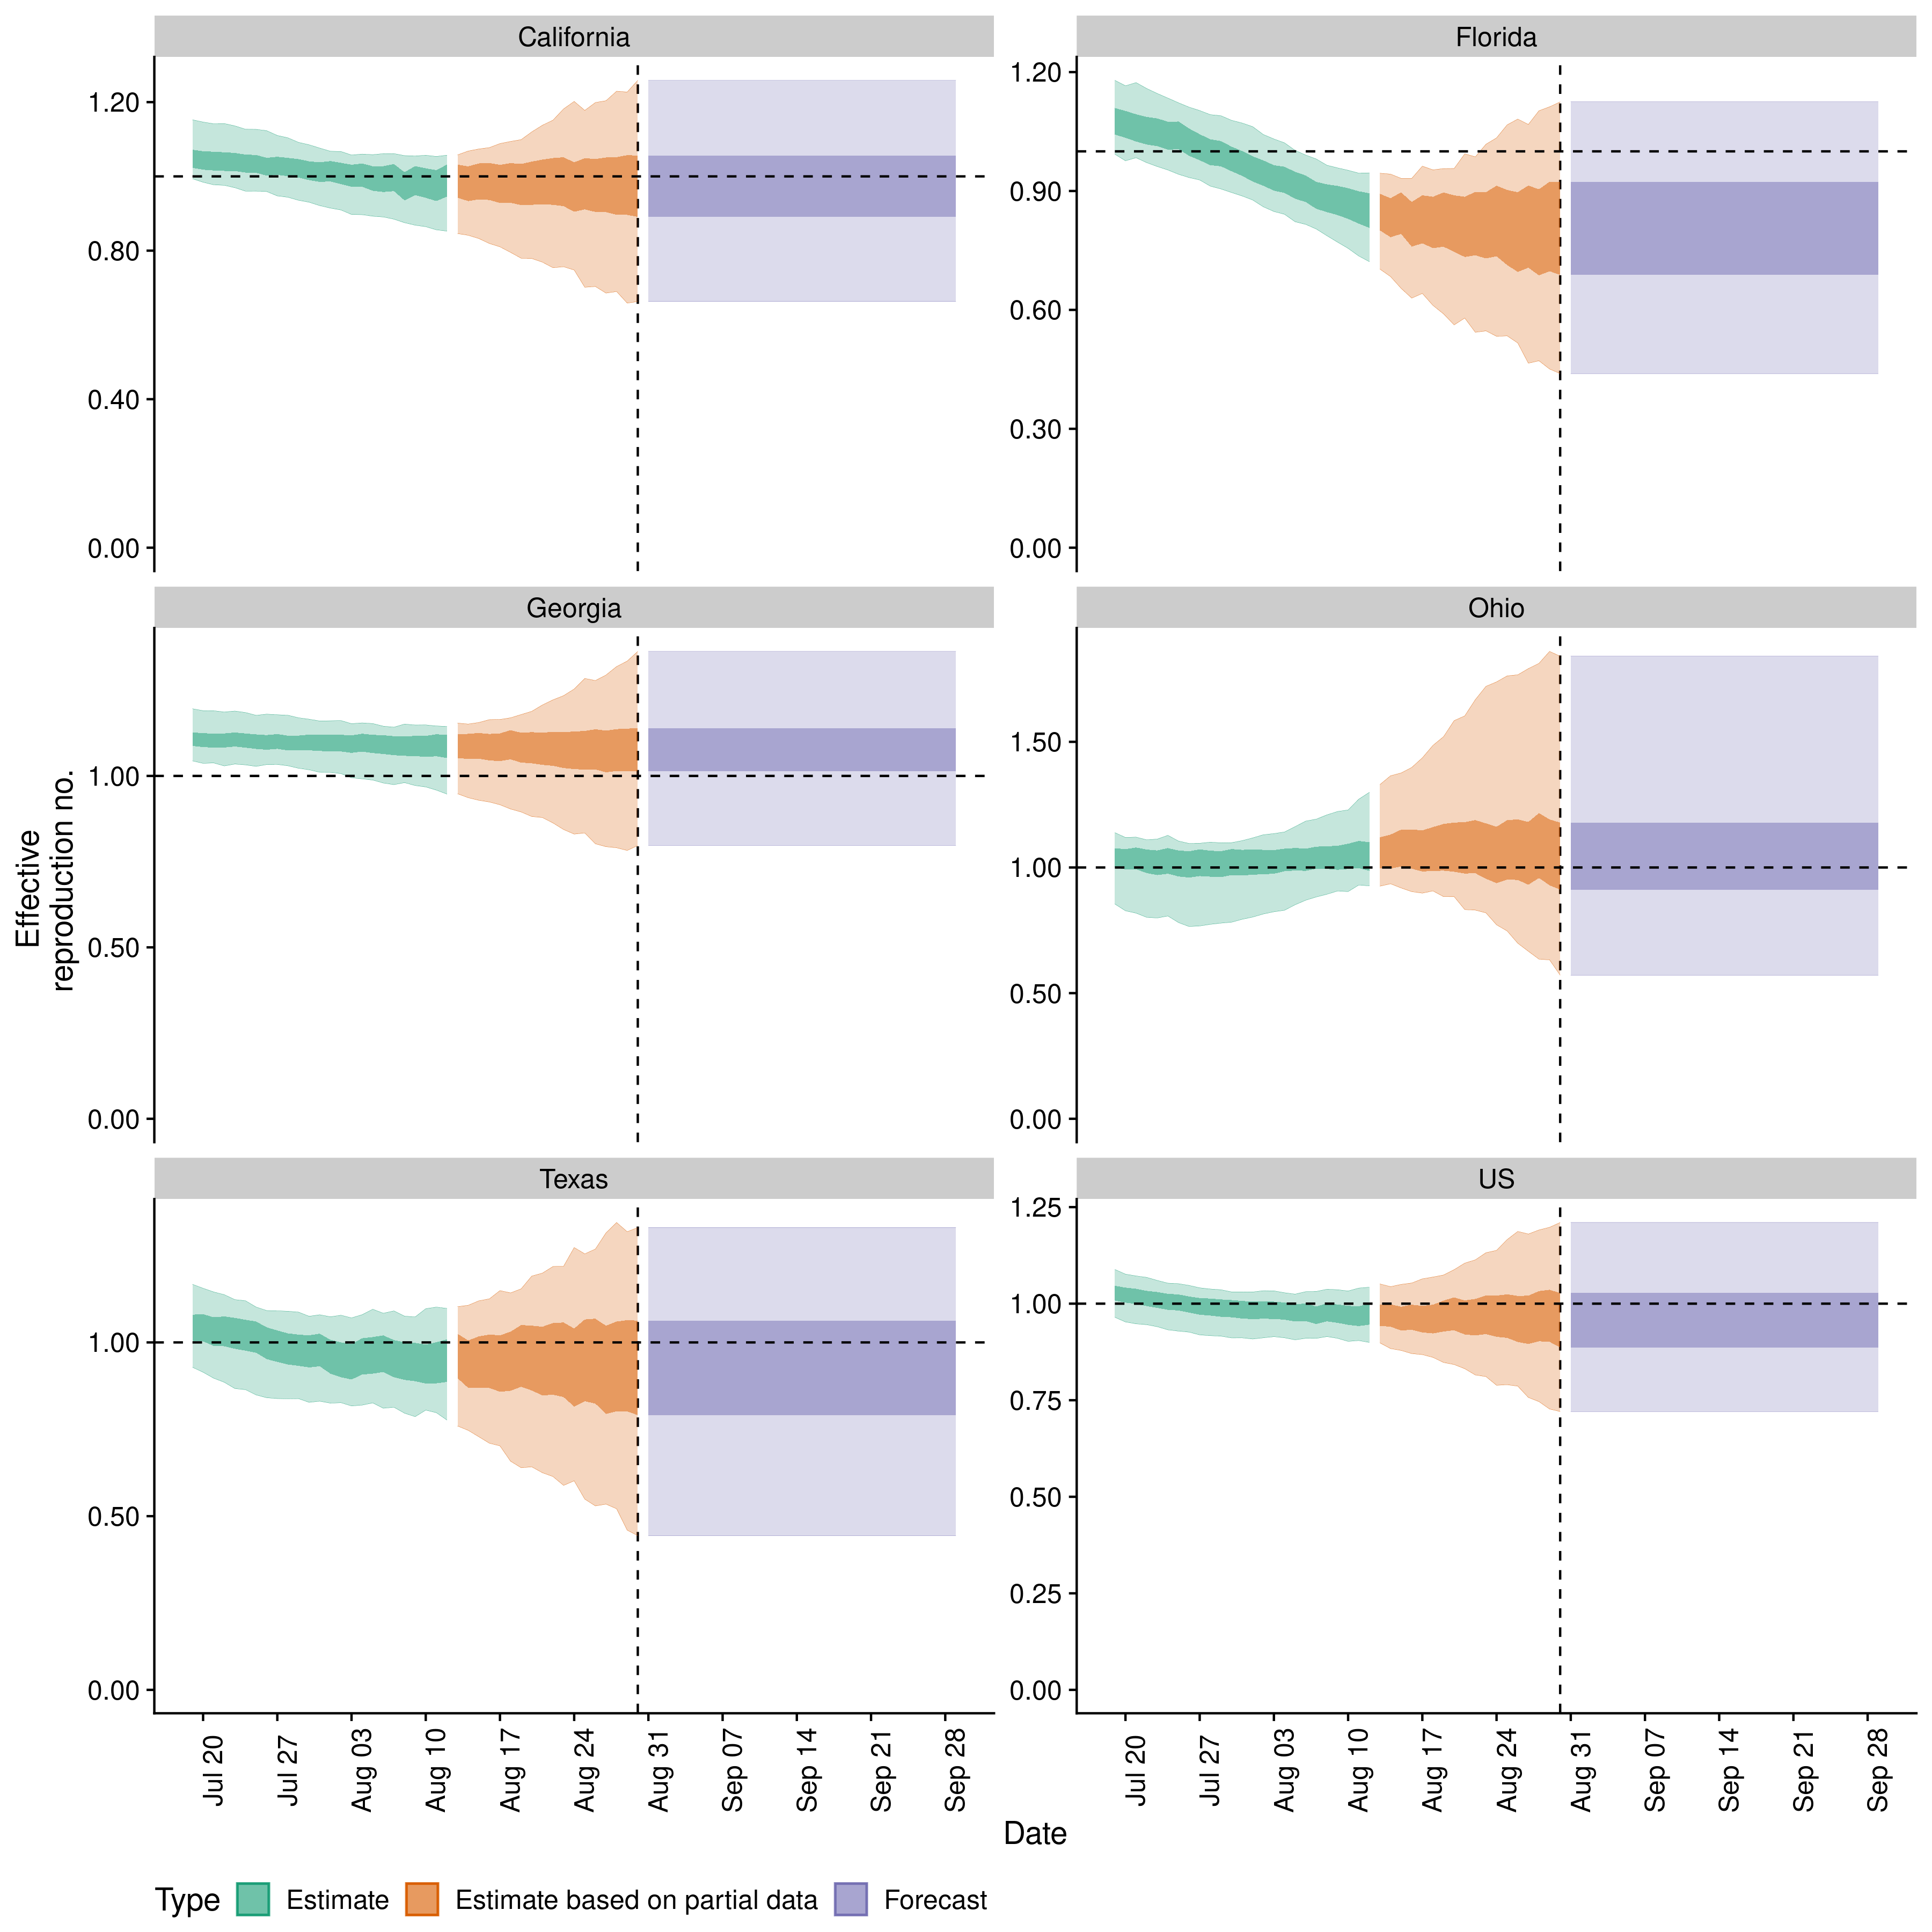 California
Florida
1.20
0.80
0.40
0.00
1.20
0.90
0.60
0.30
0.00
Georgia
Ohio
1.00
0.50
0.00
1.50
1.00
0.50
0.00
Effective
reproduction no.
Texas
US
1.00
0.50
0.00
1.25
1.00
0.75
0.50
0.25
0.00
Jul 20
Jul 27
Aug 03
Aug 10
Aug 17
Aug 24
Aug 31
Sep 07
Sep 14
Sep 21
Sep 28
Jul 20
Jul 27
Aug 03
Aug 10
Aug 17
Aug 24
Aug 31
Sep 07
Sep 14
Sep 21
Sep 28
Date
Type Estimate Estimate based on partial data Forecast